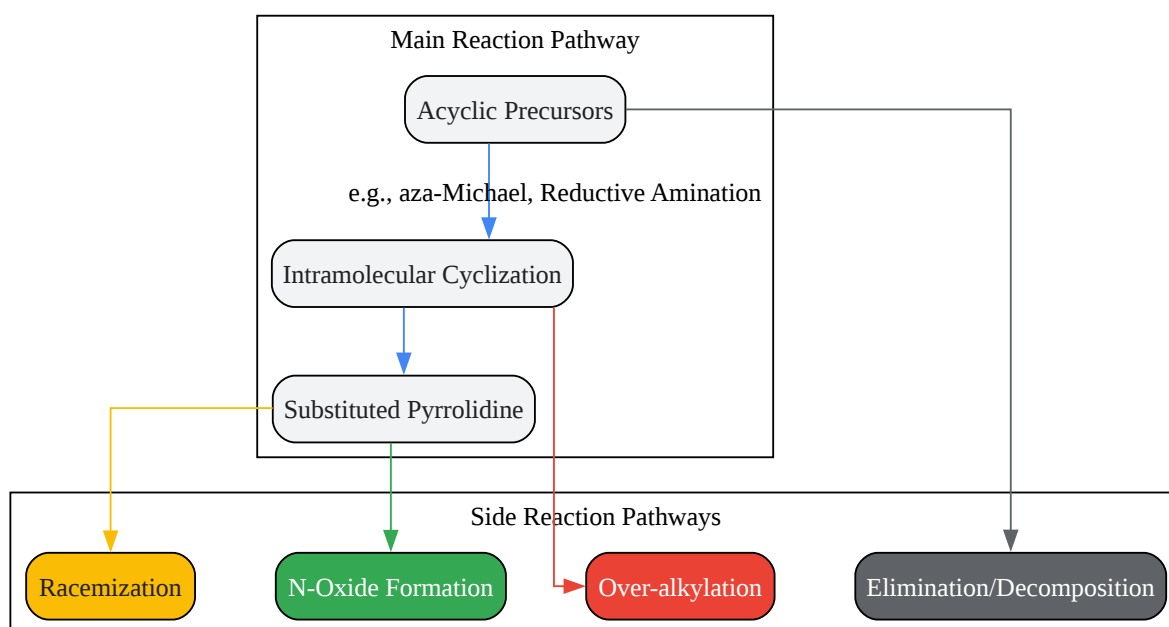 Main Reaction Pathway
Acyclic Precursors
e.g., aza-Michael, Reductive Amination
Intramolecular Cyclization
Substituted Pyrrolidine
Side Reaction Pathways
Racemization
N-Oxide Formation
Over-alkylation
Elimination/Decomposition